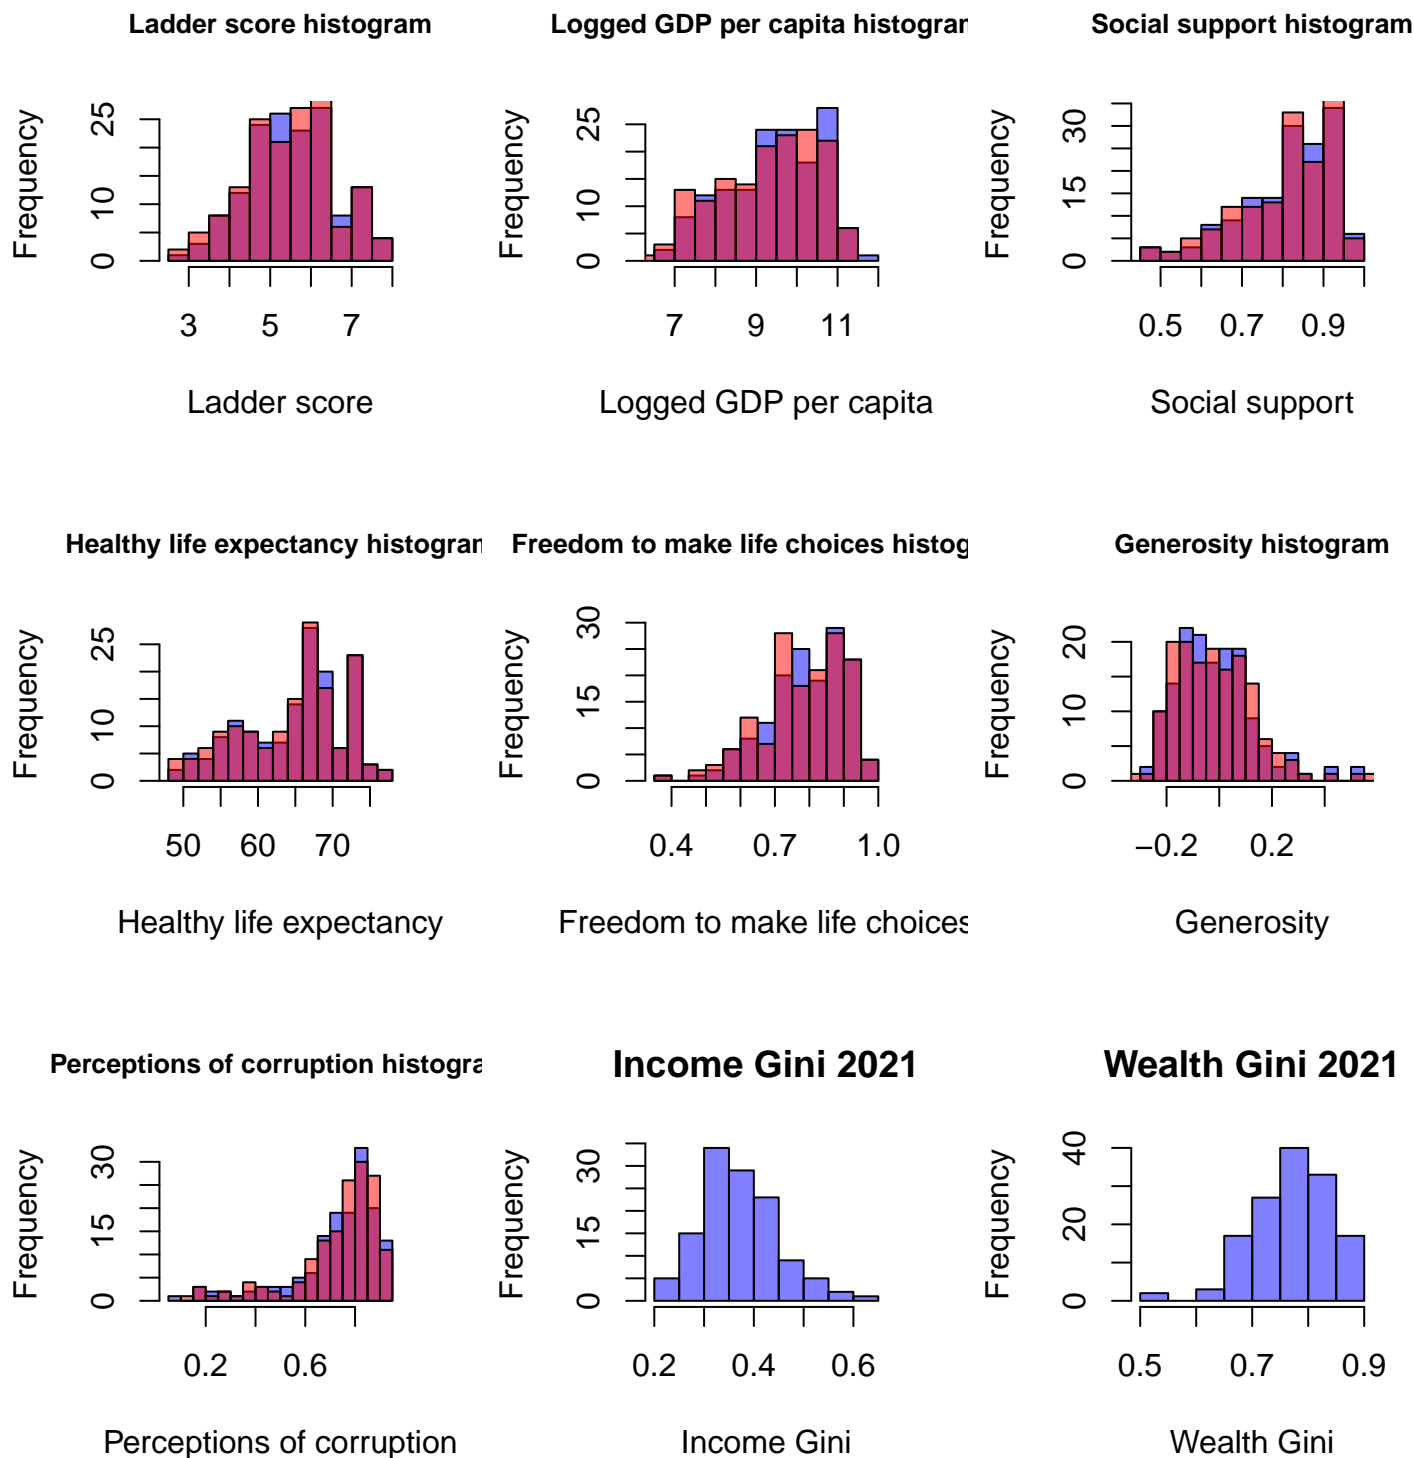 Ladder score histogram
Frequency
0 10 25
3 5 7
Ladder score
Logged GDP per capita histogran
Frequency
0 10 25
7 9 11
Logged GDP per capita
Social support histogram
Frequency
0 15 30
0.5 0.7 0.9
Social support
Healthy life expectancy histogran
Frequency
0 10 25
50 60 70
Healthy life expectancy
Freedom to make life choices histog
Frequency
0 15 30
0.4 0.7 1.0
Freedom to make life choices
Generosity histogram
Frequency
0 10 20
−0.2 0.2
Generosity
Perceptions of corruption histogra
Frequency
0 15 30
0.2 0.6
Perceptions of corruption
Income Gini 2021
Frequency
0 15 30
0.2 0.4 0.6
Income Gini
Wealth Gini 2021
Frequency
0 20 40
0.5 0.7 0.9
Wealth Gini